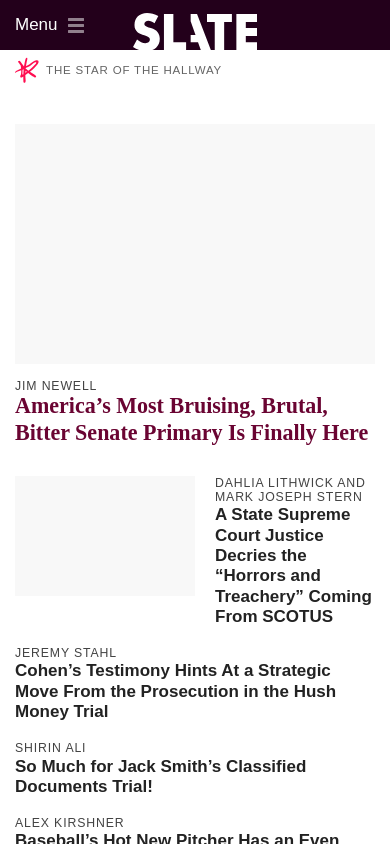 Menu
SLATE
THE STAR OF THE HALLWAY
JIM NEWELL
America’s Most Bruising, Brutal,
Bitter Senate Primary Is Finally Here
DAHLIA LITHWICK AND
MARK JOSEPH STERN
A State Supreme
Court Justice
Decries the
“Horrors and
Treachery” Coming
From SCOTUS
JEREMY STAHL
Cohen’s Testimony Hints At a Strategic
Move From the Prosecution in the Hush
Money Trial
SHIRIN ALI
So Much for Jack Smith’s Classified
Documents Trial!
ALEX KIRSHNER
Baseball’s Hot New Pitcher Has an Even